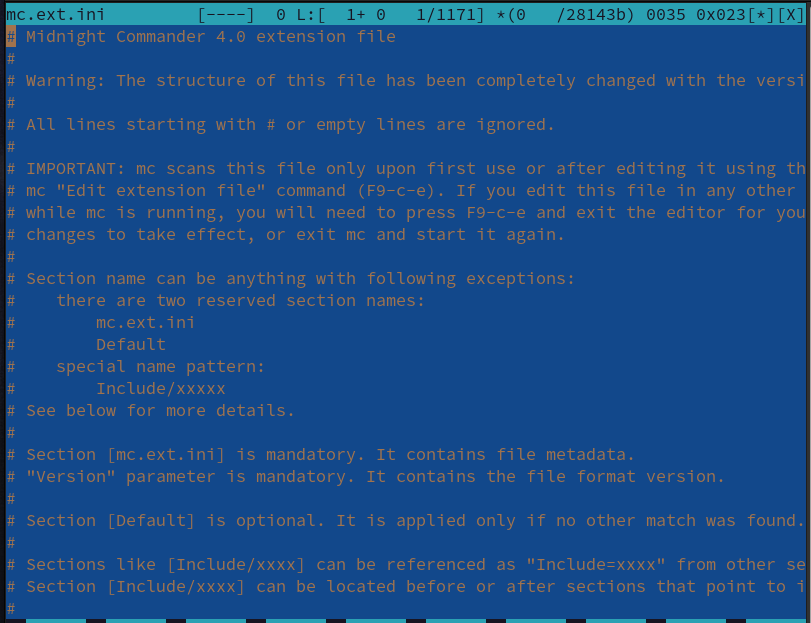 mc.ext.ini [----] 0 L:[ 1+ 0 1/1171] *(0 /28143b) 0035 0x023[*][X]
# Midnight Commander 4.0 extension file
#
# Warning: The structure of this file has been completely changed with the versi
#
# All lines starting with # or empty lines are ignored.
#
# IMPORTANT: mc scans this file only upon first use or after editing it using th
# mc "Edit extension file" command (F9-c-e). If you edit this file in any other
# while mc is running, you will need to press F9-c-e and exit the editor for you
# changes to take effect, or exit mc and start it again.
#
# Section name can be anything with following exceptions:
#    there are two reserved section names:
#        mc.ext.ini
#        Default
#    special name pattern:
#        Include/xxxxx
# See below for more details.
#
# Section [mc.ext.ini] is mandatory. It contains file metadata.
# "Version" parameter is mandatory. It contains the file format version.
#
# Section [Default] is optional. It is applied only if no other match was found.
#
# Sections like [Include/xxxx] can be referenced as "Include=xxxx" from other se
# Section [Include/xxxx] can be located before or after sections that point to i
#